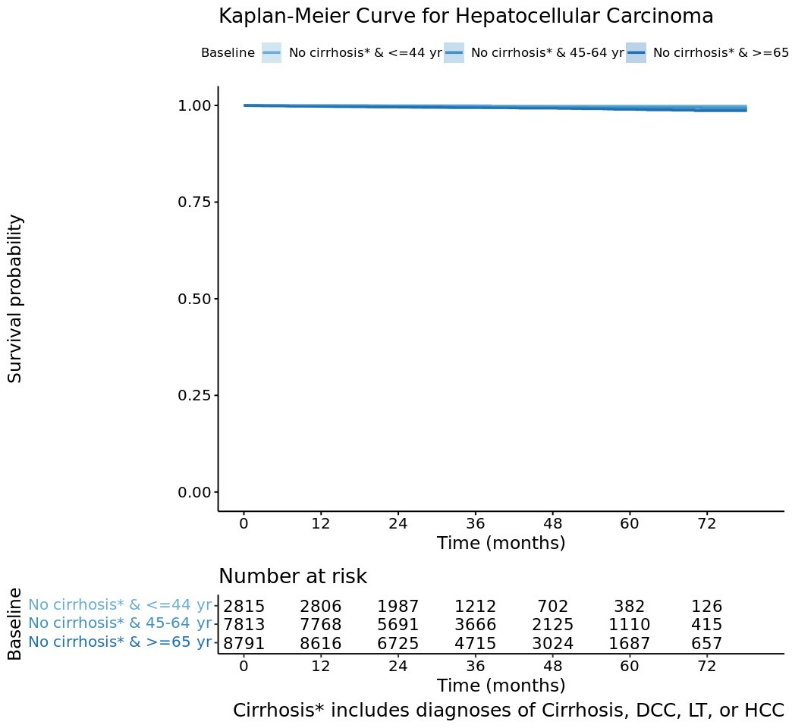 Kaplan-Meier Curve for Hepatocellular Carcinoma
Baseline No cirrhosis* & <=44 yr No cirrhosis* & 45-64 yr No cirrhosis* & >=65
Survival probability
1.00
0.75
0.50
0.25
0.00
0 12 24 36 48 60 72
Time (months)
Number at risk
Baseline
No cirrhosis* & <=44 yr 2815 2806 1987 1212 702 382 126
No cirrhosis* & 45-64 yr 7813 7768 5691 3666 2125 1110 415
No cirrhosis* & >=65 yr 8791 8616 6725 4715 3024 1687 657
0 12 24 36 48 60 72
Time (months)
Cirrhosis* includes diagnoses of Cirrhosis, DCC, LT, or HCC